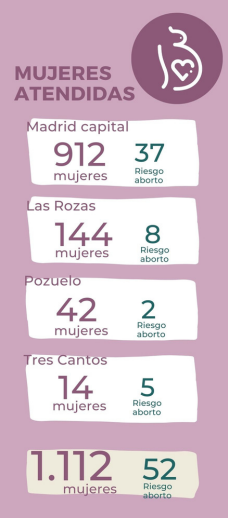 MUJERES
ATENDIDAS
Madrid capital
912 37
mujeres Riesgo
aborto
Las Rozas
144 8
mujeres Riesgo
aborto
Pozuelo
42 2
mujeres Riesgo
aborto
Tres Cantos
14 5
mujeres Riesgo
aborto
1.112 52
mujeres Riesgo
aborto